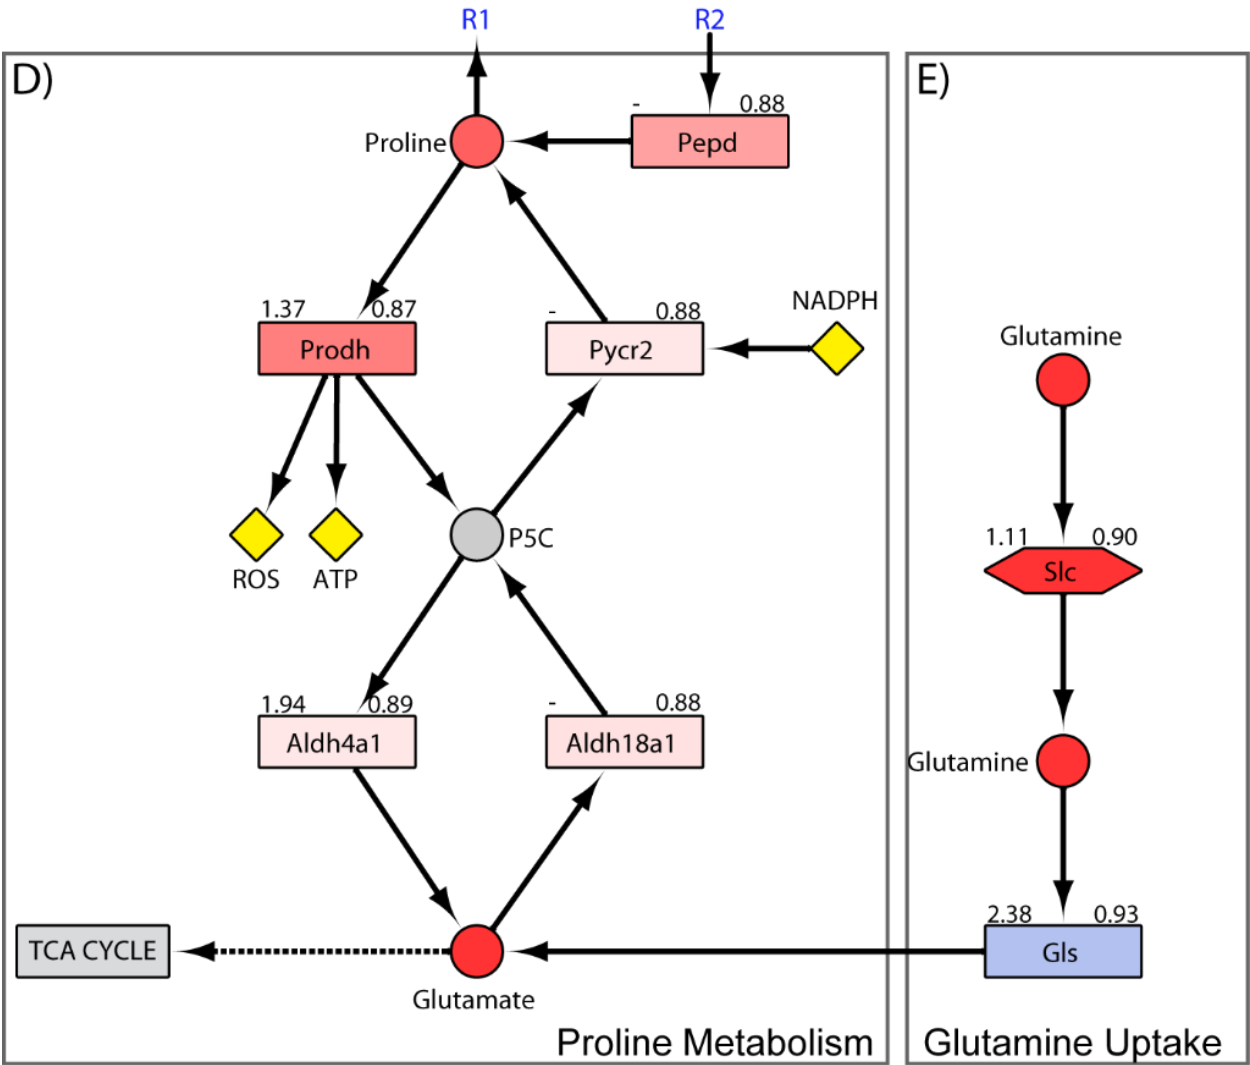 R1
R2
D)
E)
- 0.88
Proline
Pepd
NADPH
1.37 0.87
- 0.88
Prodh
Pycr2
Glutamine
P5C
1.11 0.90
Slc
ROS
ATP
1.94 0.89
- 0.88
Aldh4a1
Aldh18a1
Glutamine
2.38 0.93
TCA CYCLE
Gls
Glutamate
Proline Metabolism
Glutamine Uptake